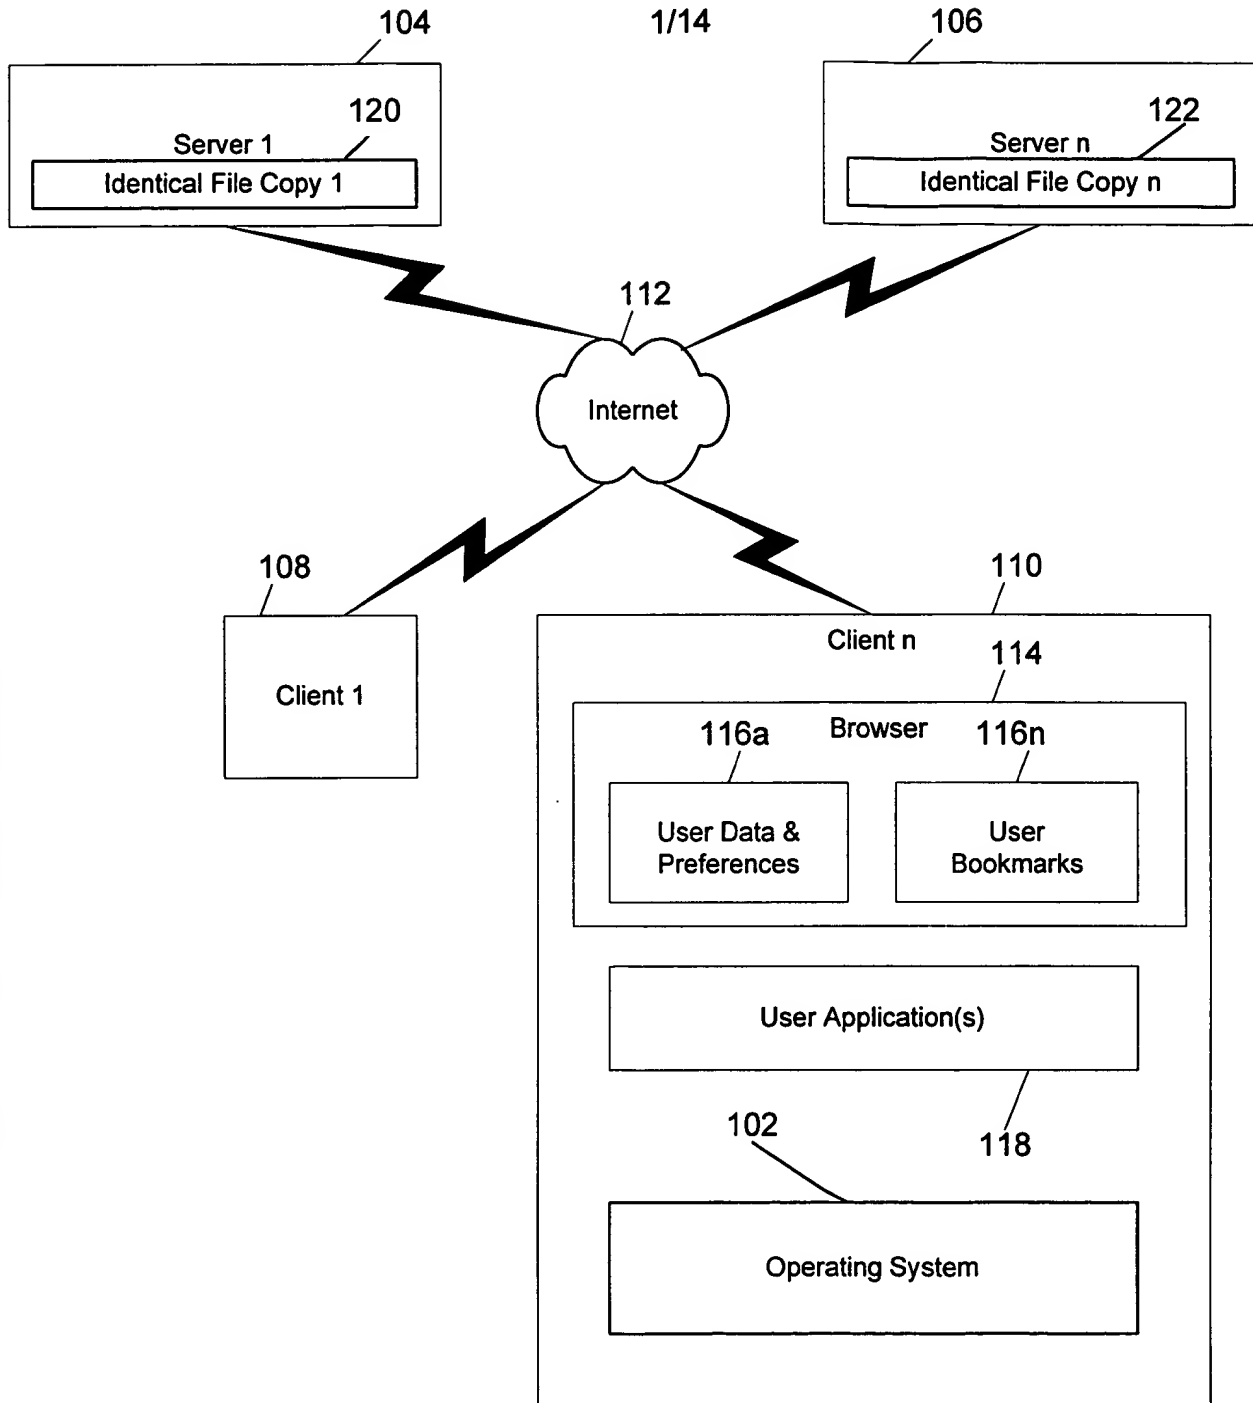 104
1/14
106
120
122
Server 1
Server n
Identical File Copy 1
Identical File Copy n
112
Internet
108
110
Client n
114
Client 1
Browser
116a
116n
User Data &
Preferences
User
Bookmarks
User Application(s)
102
118
Operating System